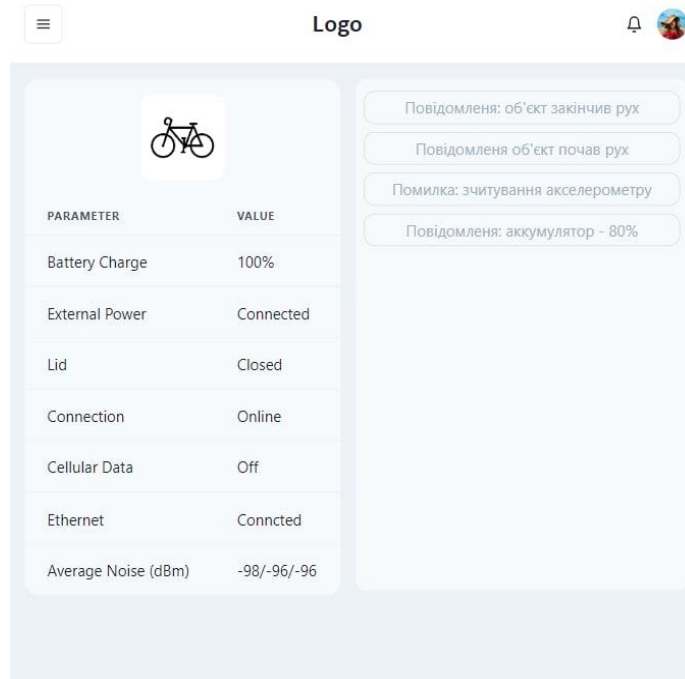 Logo
PARAMETER VALUE
Battery Charge 100%
External Power Connected
Lid Closed
Connection Online
Cellular Data Off
Ethernet Conncted
Average Noise (dBm) -98/-96/-96
Повідомленя: об'єкт закінчив рух
Повідомленя об'єкт почав рух
Помилка: зчитування акселерометру
Повідомленя: аккумулятор - 80%